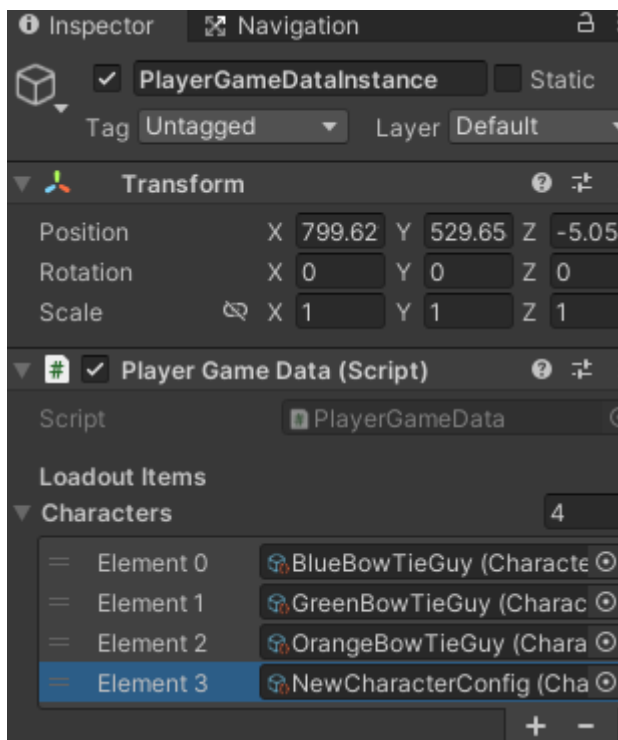 Inspector Navigation
PlayerGameDataInstance Static
Tag Untagged Layer Default
Transform
Position X 799.62 Y 529.65 Z -5.05
Rotation X 0 Y 0 Z 0
Scale X 1 Y 1 Z 1
# Player Game Data (Script)
Script PlayerGameData
Loadout Items
Characters 4
Element 0 BlueBowTieGuy (Characte
Element 1 GreenBowTieGuy (Charac
Element 2 OrangeBowTieGuy (Chara
Element 3 NewCharacterConfig (Cha
+ -